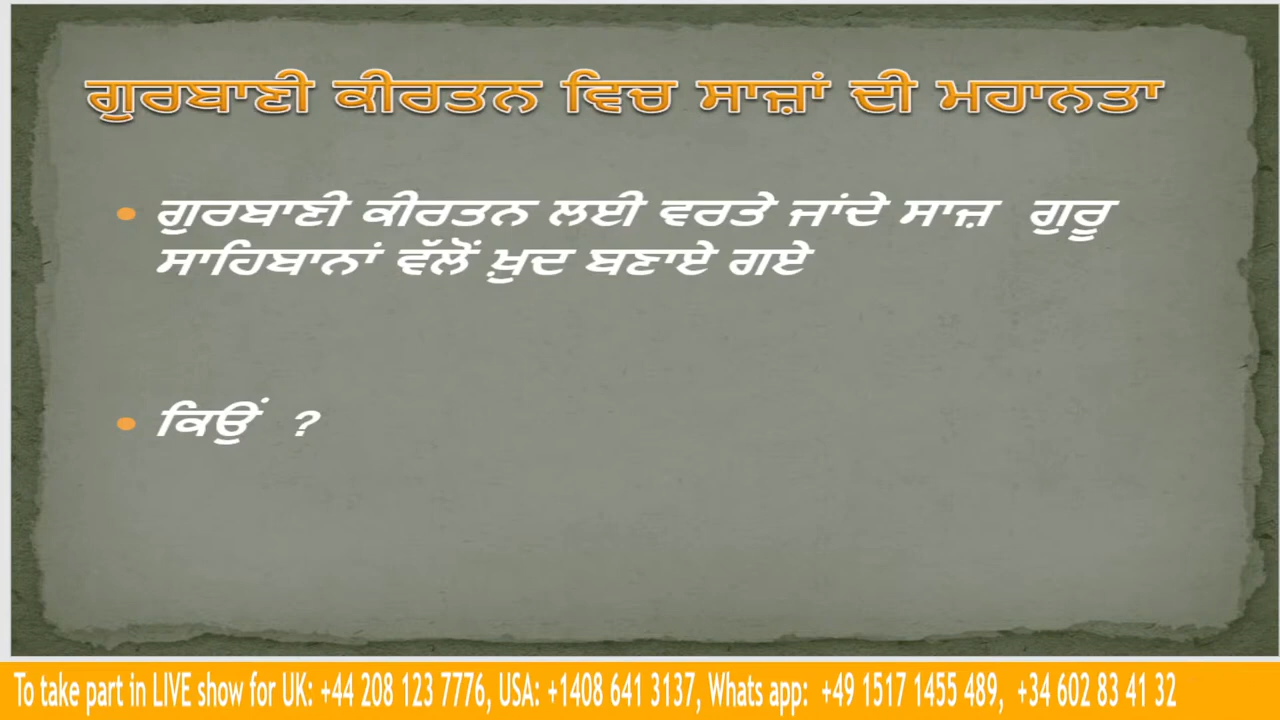 ਗੁਰਬਾਣੀ ਕੀਰਤਨ ਵਿਚ ਸਾਜ਼ਾਂ ਦੀ ਮਹਾਨਤਾ
• ਗੁਰਬਾਣੀ ਕੀਰਤਨ ਲਈ ਵਰਤੇ ਜਾਂਦੇ ਸਾਜ਼ ਗੁਰੂ
ਸਾਹਿਬਾਨਾਂ ਵੱਲੋਂ ਖ਼ੁਦ ਬਣਾਏ ਗਏ
• ਕਿਉਂ ?
To take part in LIVE show for UK: +44 208 123 7776, USA: +1408 641 3137, Whats app: +49 1517 1455 489, +34 602 83 41 32